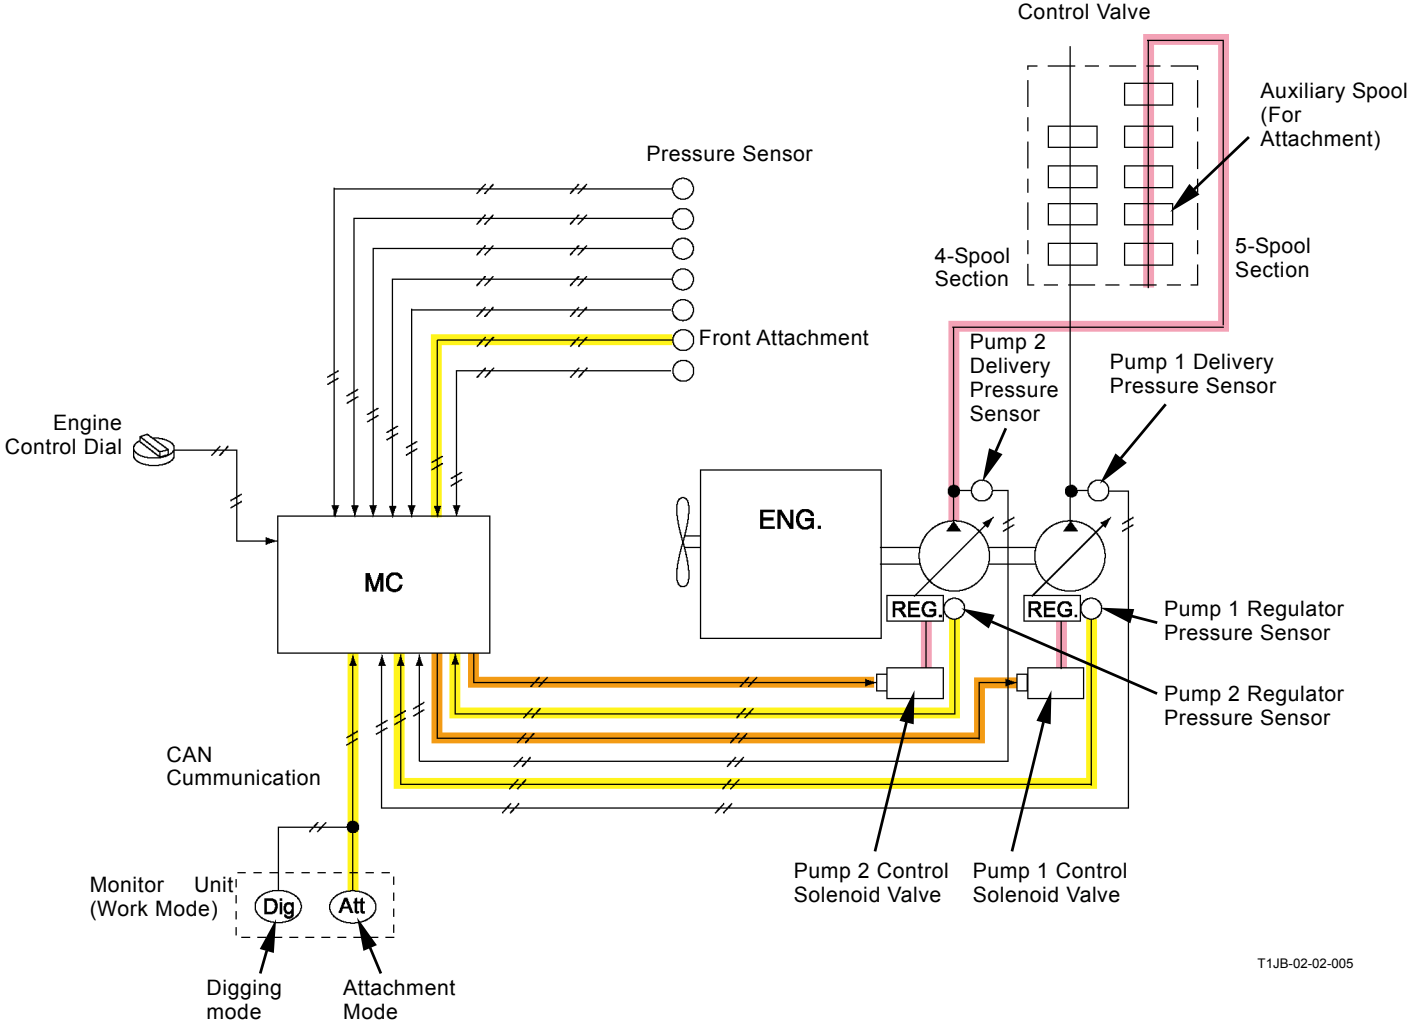 Control Valve
Auxiliary Spool
(For
Attachment)
Pressure Sensor
4-Spool
Section
5-Spool
Section
Front Attachment
Pump 2
Delivery
Pressure
Sensor
Pump 1 Delivery
Pressure Sensor
Engine
Control Dial
ENG.
MC
REG.
REG.
Pump 1 Regulator
Pressure Sensor
Pump 2 Regulator
Pressure Sensor
CAN
Cummunication
Pump 2 Control
Solenoid Valve
Pump 1 Control
Solenoid Valve
Monitor Unit
(Work Mode)
Dig
Att
Digging
mode
Attachment
Mode
T1JB-02-02-005